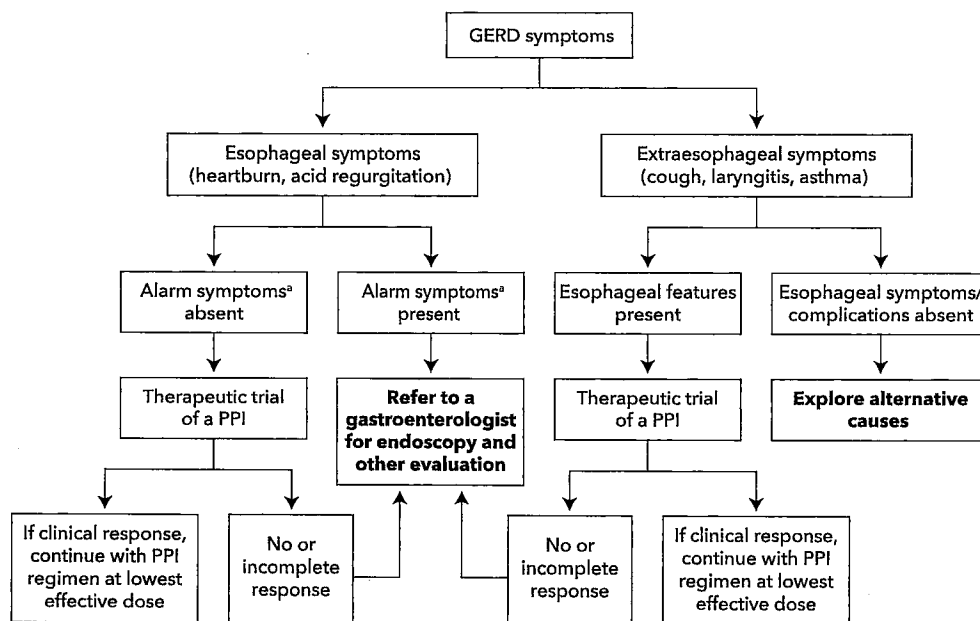 GERD symptoms
Esophageal symptoms
(heartburn, acid regurgitation)
Extraesophageal symptoms
(cough, laryngitis, asthma)
Alarm symptomsᵃ
absent
Alarm symptomsᵃ
present
Esophageal features
present
Esophageal symptoms/
complications absent
Therapeutic trial
of a PPI
Refer to a
gastroenterologist
for endoscopy and
other evaluation
Therapeutic trial
of a PPI
Explore alternative
causes
If clinical response,
continue with PPI
regimen at lowest
effective dose
No or
incomplete
response
No or
incomplete
response
If clinical response,
continue with PPI
regimen at lowest
effective dose